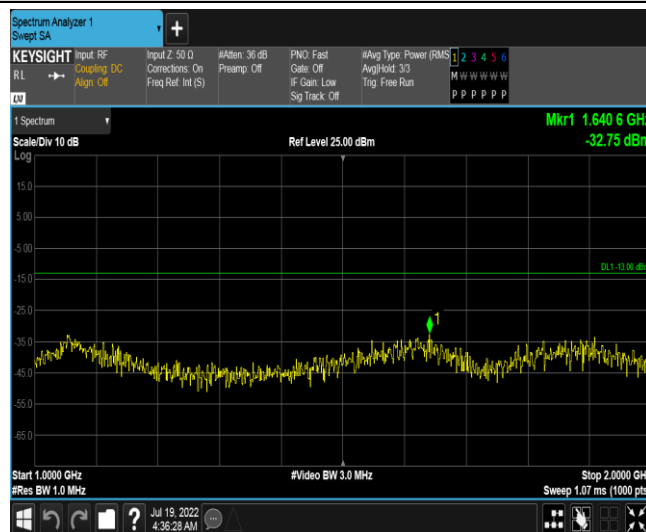 Spectrum Analyzer 1
Swept SA
+
KEYSIGHT
RL
Input: RF
Coupling: DC
Align: Off
Input Z: 50 Ω
Corrections: On
Freq Ref: Int (S)
#Atten: 36 dB
Preamp: Off
PNO: Fast
Gate: Off
IF Gain: Low
Sig Track: Off
#Avg Type: Power (RMS
Avg|Hold: 3/3
Trig: Free Run
1 2 3 4 5 6
M W W W W W
P P P P P P
1 Spectrum
Scale/Div 10 dB
Log
Ref Level 25.00 dBm
Mkr1 1.640 6 GHz
-32.75 dBm
15.0
5.00
-5.00
-15.0
-25.0
-35.0
-45.0
-55.0
-65.0
DL1 -13.00 dBm
1
Start 1.0000 GHz
#Res BW 1.0 MHz
#Video BW 3.0 MHz
Stop 2.0000 GHz
Sweep 1.07 ms (1000 pts
?
Jul 19, 2022
4:36:28 AM